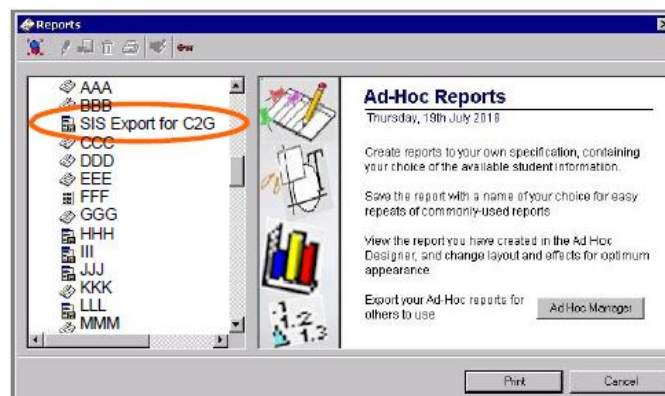 Reports
AAA
BBB
SIS Export for C2G
CCC
DDD
EEE
FFF
GGG
HHH
III
JJJ
KKK
LLL
MMM
Ad-Hoc Reports
Thursday, 19th July 2018
Create reports to your own specification, containing
your choice of the available student information.
Save the report with a name of your choice for easy
repeats of commonly-used reports
View the report you have created in the Ad Hoc
Designer, and change layout and effects for optimum
appearance
Export your Ad-Hoc reports for
others to use
Ad Hoc Manager
1.2
1.3
Print
Cancel